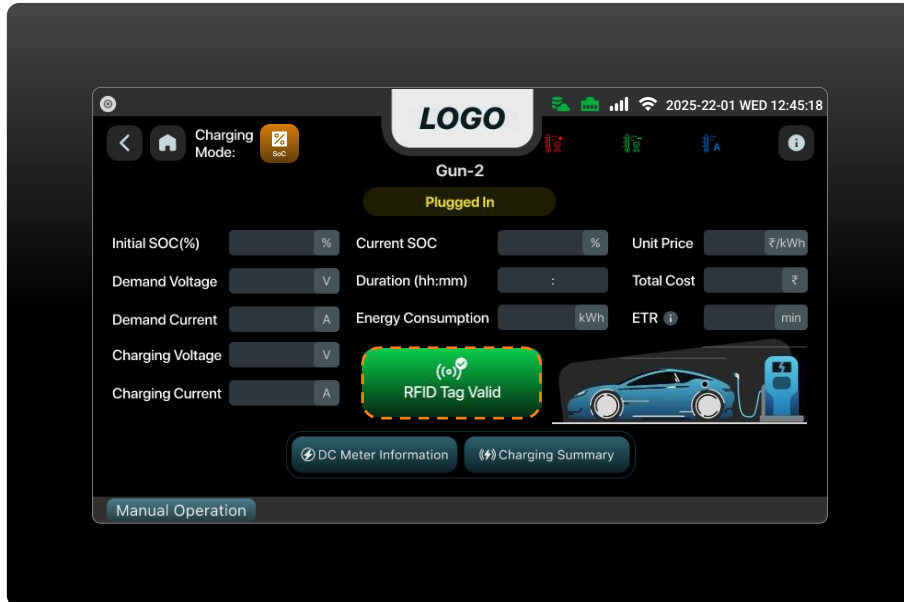 LOGO
2025-22-01 WED 12:45:18
Charging
Mode:
%
SoC
A
Gun-2
Plugged In
Initial SOC(%) %
Current SOC %
Unit Price ₹/kWh
Demand Voltage V
Duration (hh:mm) :
Total Cost ₹
Demand Current A
Energy Consumption kWh
ETR i min
Charging Voltage V
Charging Current A
RFID Tag Valid
DC Meter Information
Charging Summary
Manual Operation